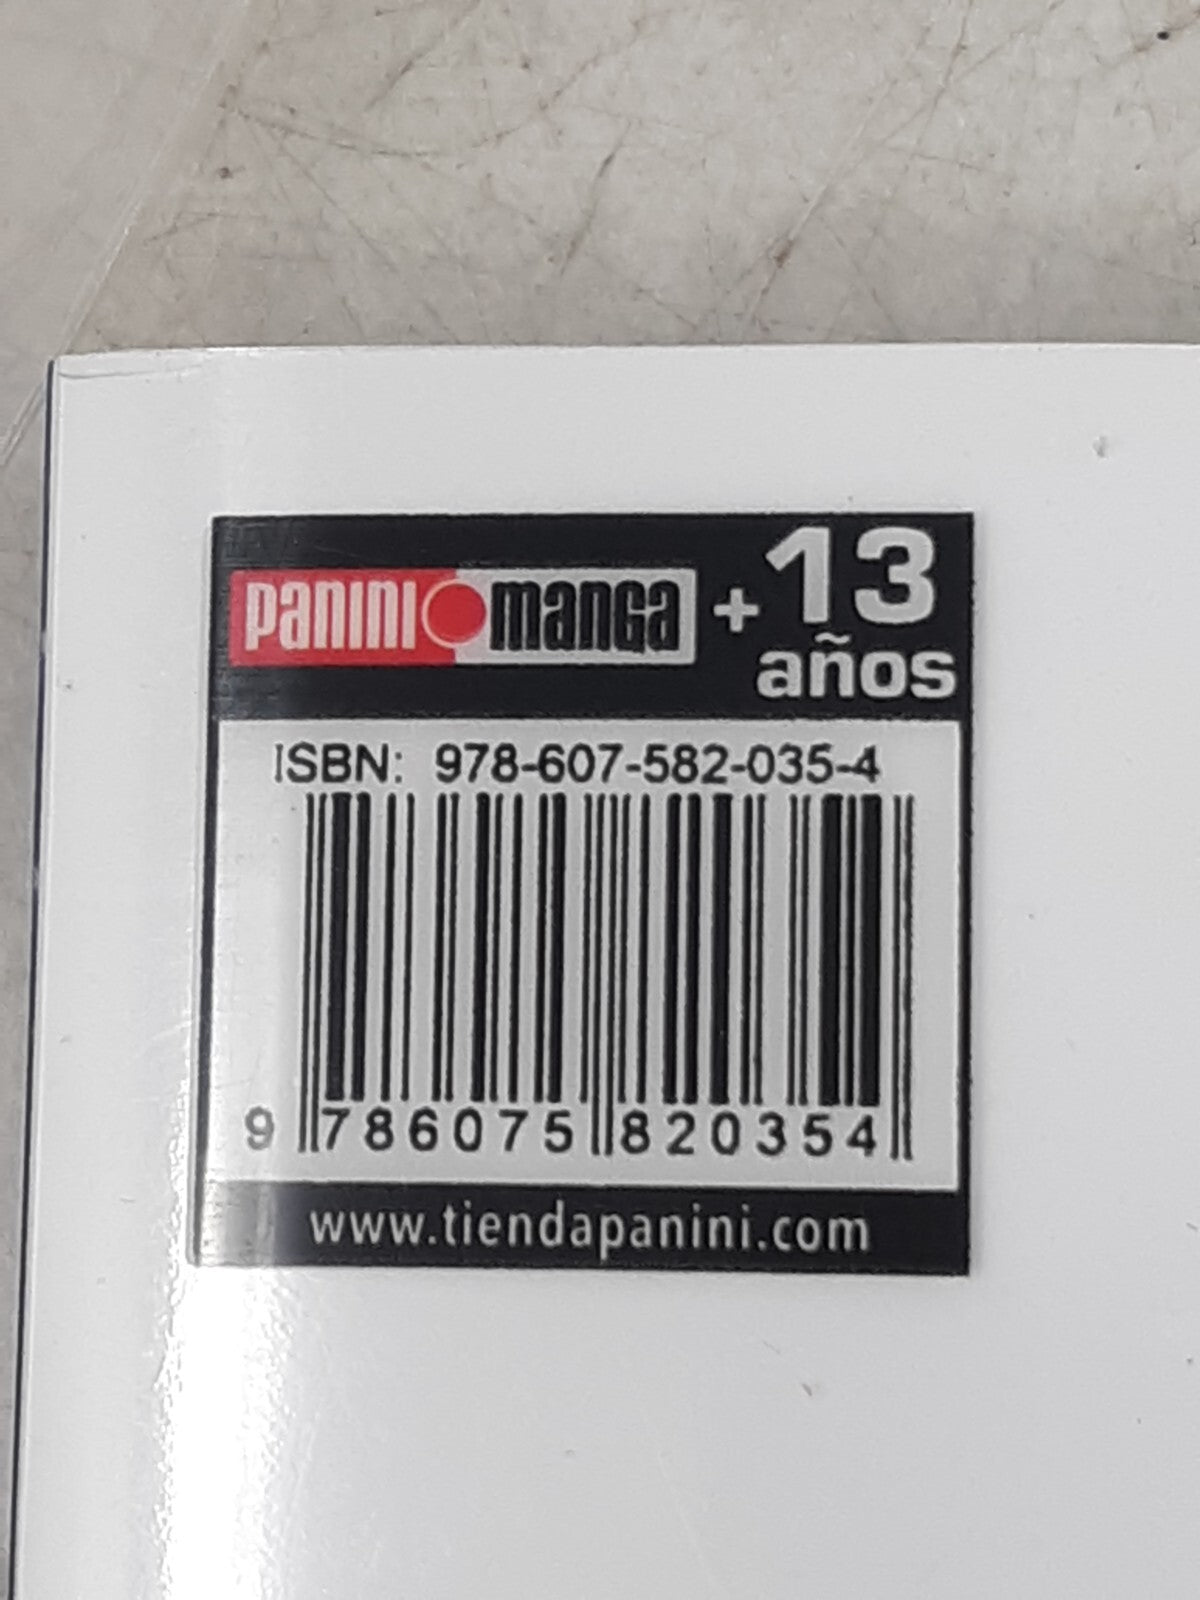 PANINI MANGA + 13 años
ISBN: 978-607-582-035-4
9 786075 820354
www.tiendapanini.com